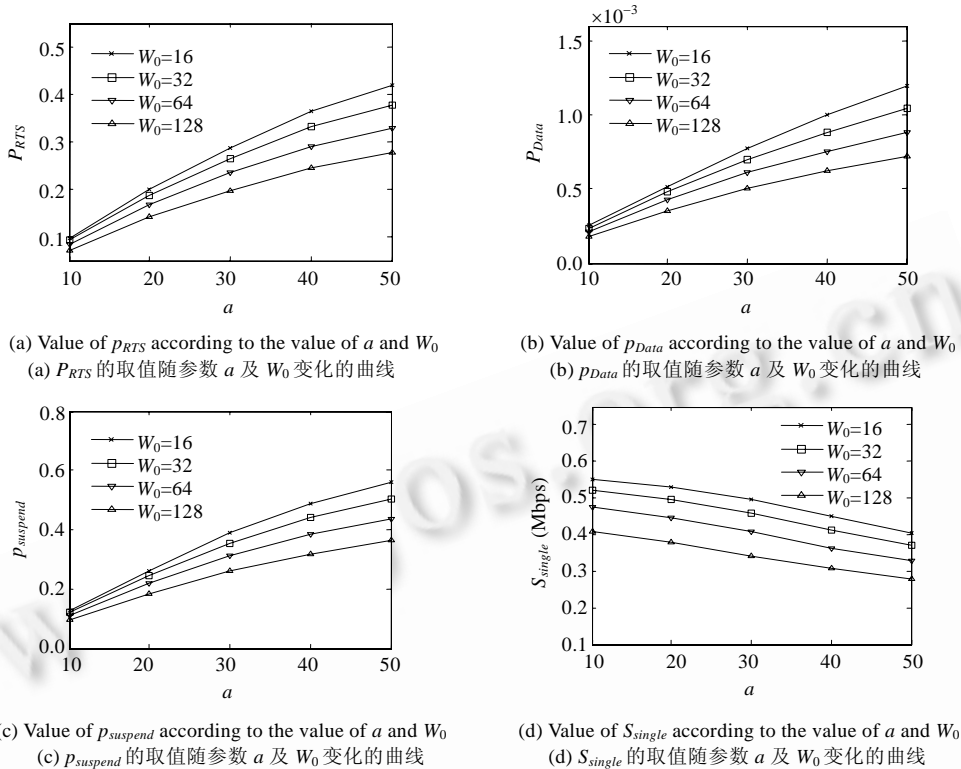 0.5
0.4
0.3
0.2
0.1
P_RTS
W₀=16
W₀=32
W₀=64
W₀=128
10 20 30 40 50
a
(a) Value of p_RTS according to the value of a and W₀
(a) P_RTS 的取值随参数 a 及 W₀ 变化的曲线
×10⁻³
1.5
1.0
0.5
0.0
P_Data
W₀=16
W₀=32
W₀=64
W₀=128
10 20 30 40 50
a
(b) Value of p_Data according to the value of a and W₀
(b) p_Data 的取值随参数 a 及 W₀ 变化的曲线
0.8
0.6
0.4
0.2
0.0
p_suspend
W₀=16
W₀=32
W₀=64
W₀=128
10 20 30 40 50
a
(c) Value of p_suspend according to the value of a and W₀
(c) p_suspend 的取值随参数 a 及 W₀ 变化的曲线
0.7
0.6
0.5
0.4
0.3
0.2
0.1
S_single (Mbps)
W₀=16
W₀=32
W₀=64
W₀=128
10 20 30 40 50
a
(d) Value of S_single according to the value of a and W₀
(d) S_single 的取值随参数 a 及 W₀ 变化的曲线